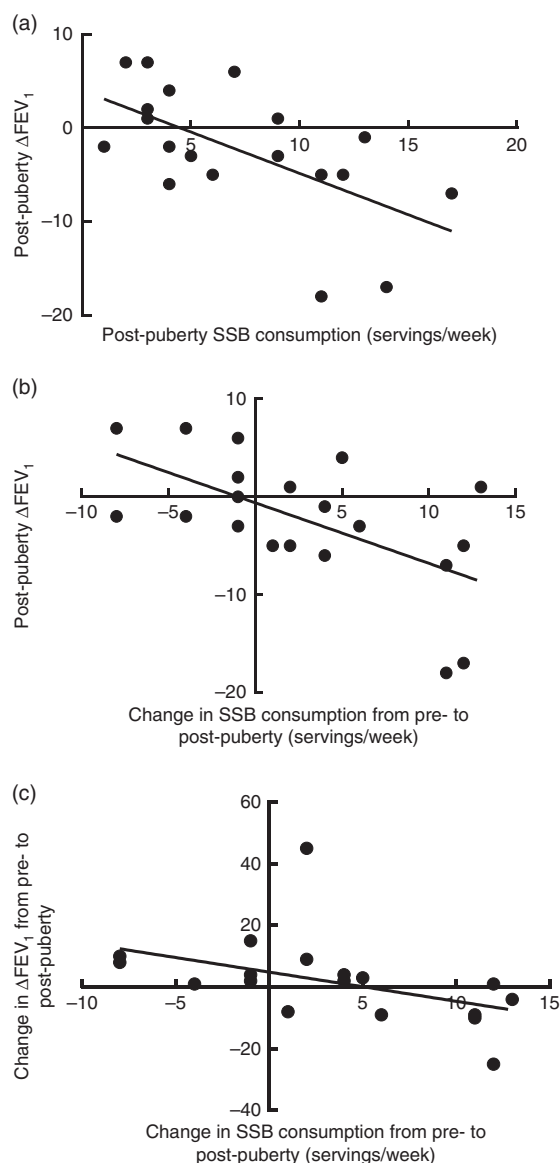 (a)
10
0
–10
–20
5
10
15
20
Post-puberty ΔFEV₁
Post-puberty SSB consumption (servings/week)
(b)
10
–10
–5
5
10
15
–10
–20
Post-puberty ΔFEV₁
Change in SSB consumption from pre- to
post-puberty (servings/week)
(c)
60
40
20
–10
–5
5
10
15
–20
–40
Change in ΔFEV₁ from pre- to
post-puberty
Change in SSB consumption from pre- to
post-puberty (servings/week)